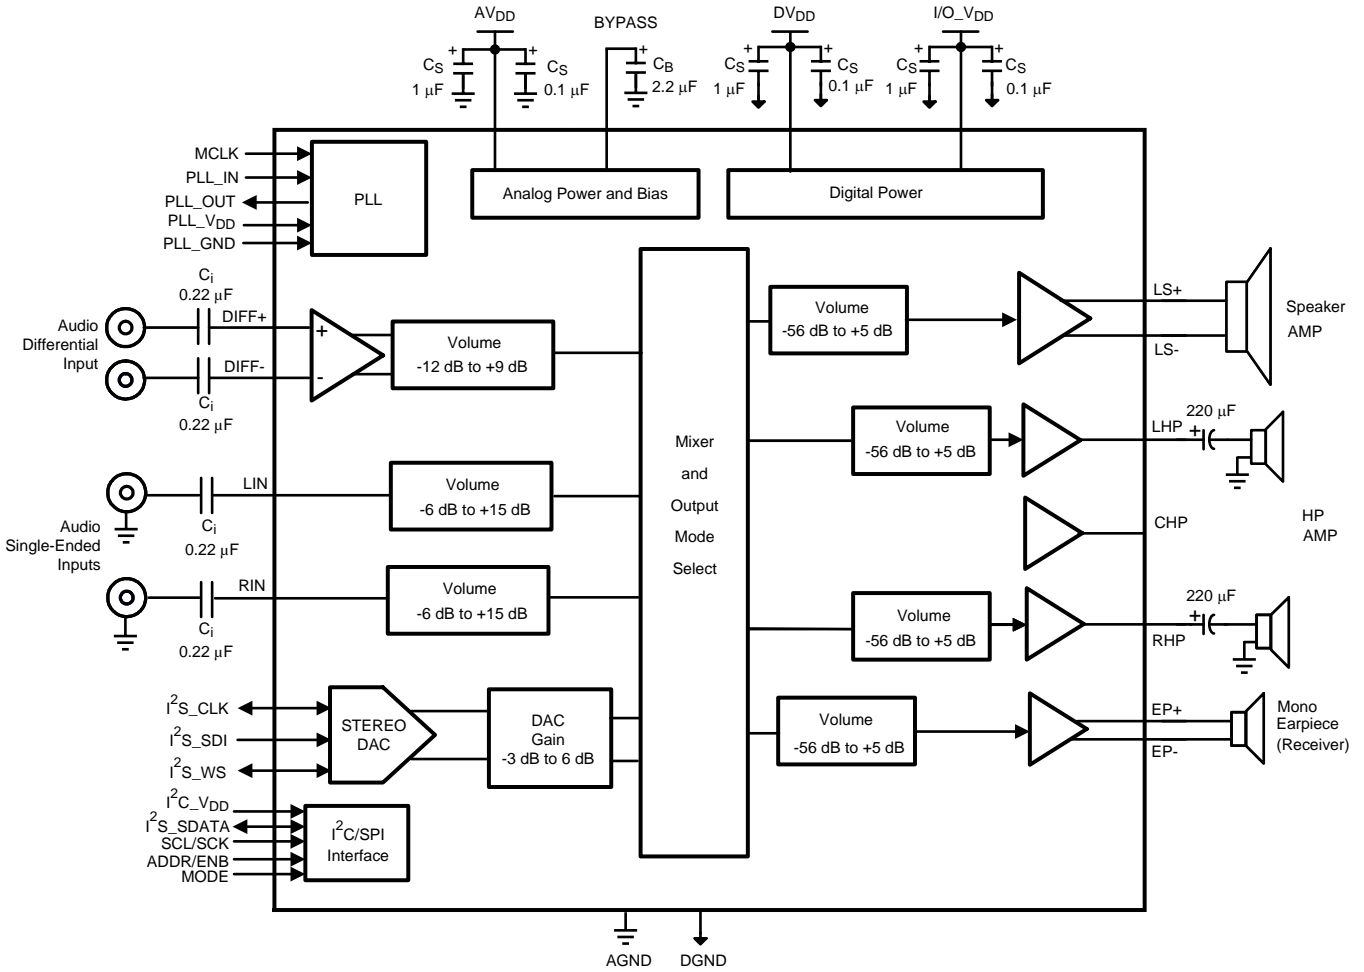 AVDD
BYPASS
DVDD
I/O_VDD
+
CS
1 μF
+
CS
0.1 μF
+
CB
2.2 μF
+
CS
1 μF
+
CS
0.1 μF
+
CS
1 μF
+
CS
0.1 μF
MCLK
PLL_IN
PLL_OUT
PLL_VDD
PLL_GND
PLL
Analog Power and Bias
Digital Power
Audio
Differential
Input
Ci
0.22 μF
DIFF+
DIFF-
Ci
0.22 μF
+
-
Volume
-12 dB to +9 dB
Audio
Single-Ended
Inputs
LIN
Ci
0.22 μF
Volume
-6 dB to +15 dB
RIN
Ci
0.22 μF
Volume
-6 dB to +15 dB
I2S_CLK
I2S_SDI
I2S_WS
STEREO
DAC
DAC
Gain
-3 dB to 6 dB
I2C_VDD
I2S_SDATA
SCL/SCK
ADDR/ENB
MODE
I2C/SPI
Interface
Mixer
and
Output
Mode
Select
Volume
-56 dB to +5 dB
LS+
LS-
Speaker
AMP
Volume
-56 dB to +5 dB
LHP
220 μF
+
CHP
HP
AMP
Volume
-56 dB to +5 dB
RHP
220 μF
+
Volume
-56 dB to +5 dB
EP+
EP-
Mono
Earpiece
(Receiver)
AGND
DGND